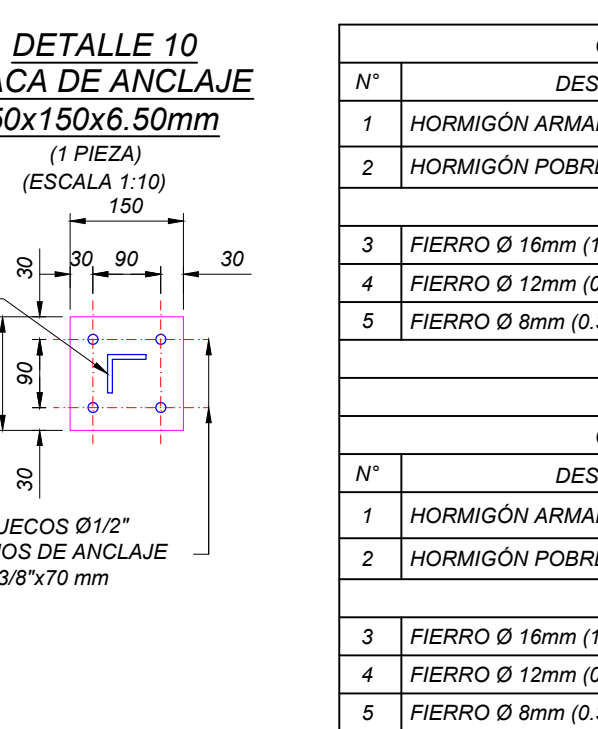 DETALLE 10
ACA DE ANCLAJE
50x150x6.50mm
(1 PIEZA)
(ESCALA 1:10)
150
30
30
90
30
90
30
UECOS Ø1/2"
OS DE ANCLAJE
3/8"x70 mm
N°
DES
1
HORMIGÓN ARMA
2
HORMIGÓN POBRE
3
FIERRO Ø 16mm (1
4
FIERRO Ø 12mm (0
5
FIERRO Ø 8mm (0.
N°
DES
1
HORMIGÓN ARMA
2
HORMIGÓN POBRE
3
FIERRO Ø 16mm (1
4
FIERRO Ø 12mm (0
5
FIERRO Ø 8mm (0.